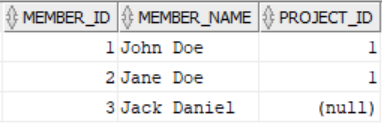 MEMBER_ID MEMBER_NAME PROJECT_ID
1 John Doe 1
2 Jane Doe 1
3 Jack Daniel (null)